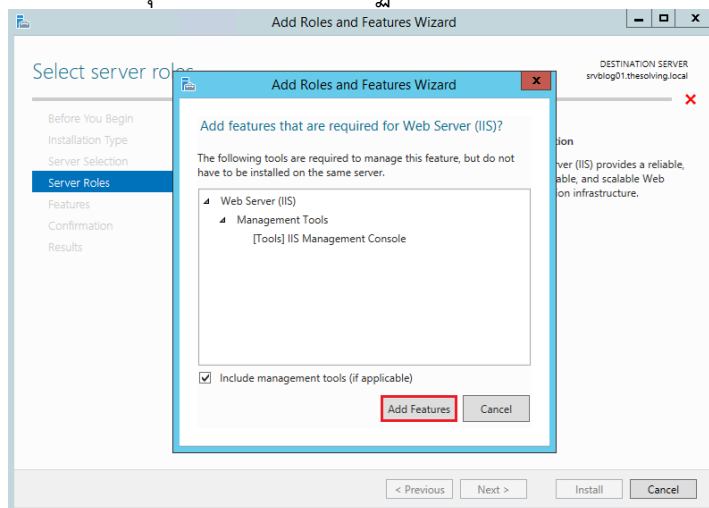 Add Roles and Features Wizard
Select server ro
DESTINATION SERVER
srvblog01.thesolving.local
Before You Begin
Installation Type
Server Selection
Server Roles
Features
Confirmation
Results
Add Roles and Features Wizard
Add features that are required for Web Server (IIS)?
The following tools are required to manage this feature, but do not
have to be installed on the same server.
Web Server (IIS)
Management Tools
[Tools] IIS Management Console
Include management tools (if applicable)
Add Features
Cancel
tion
ver (IIS) provides a reliable,
able, and scalable Web
ion infrastructure.
< Previous
Next >
Install
Cancel